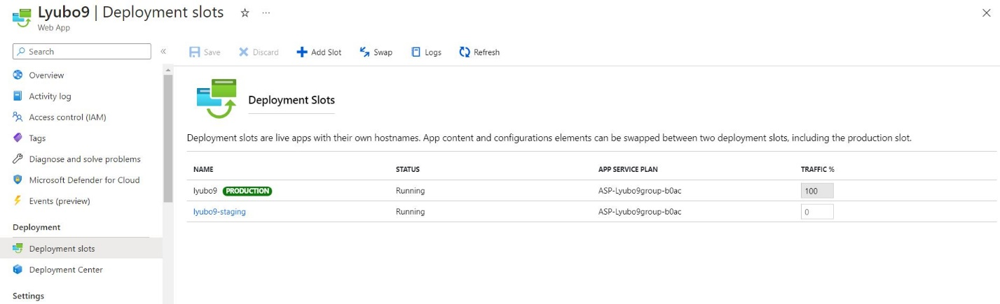 Lyubo9 | Deployment slots
Web App
Search
Overview
Activity log
Access control (IAM)
Tags
Diagnose and solve problems
Microsoft Defender for Cloud
Events (preview)
Deployment
Deployment slots
Deployment Center
Settings
Save Discard Add Slot Swap Logs Refresh
Deployment Slots
Deployment slots are live apps with their own hostnames. App content and configurations elements can be swapped between two deployment slots, including the production slot.
NAME STATUS APP SERVICE PLAN TRAFFIC %
lyubo9 PRODUCTION Running ASP-Lyubo9group-b0ac 100
lyubo9-staging Running ASP-Lyubo9group-b0ac 0